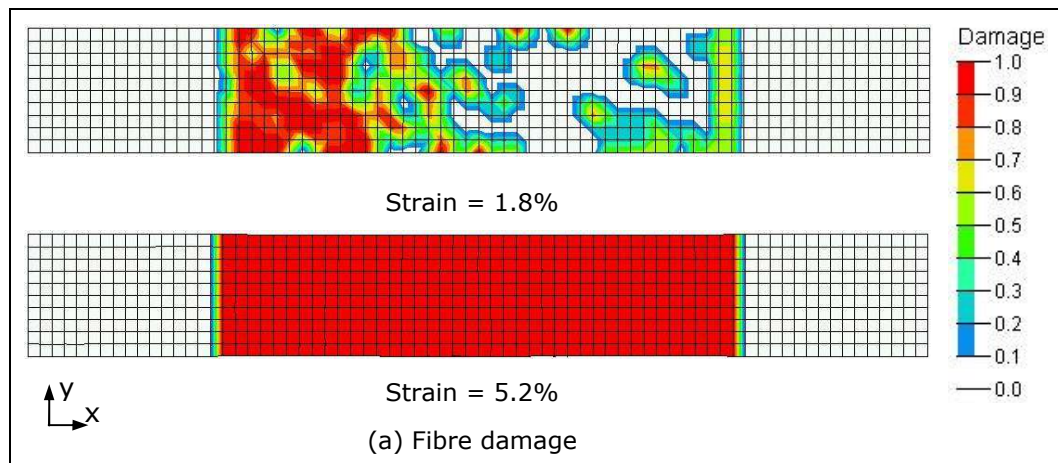 Damage
1.0
0.9
0.8
0.7
0.6
0.5
0.4
0.3
0.2
0.1
0.0
Strain = 1.8%
Strain = 5.2%
y
x
(a) Fibre damage